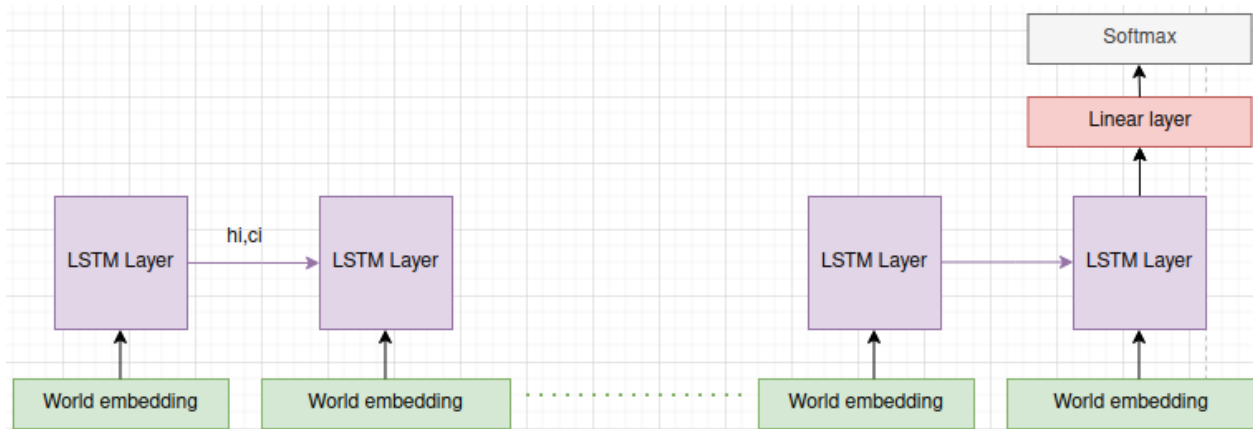 Softmax
Linear layer
hi,ci
LSTM Layer
LSTM Layer
LSTM Layer
LSTM Layer
World embedding
World embedding
World embedding
World embedding